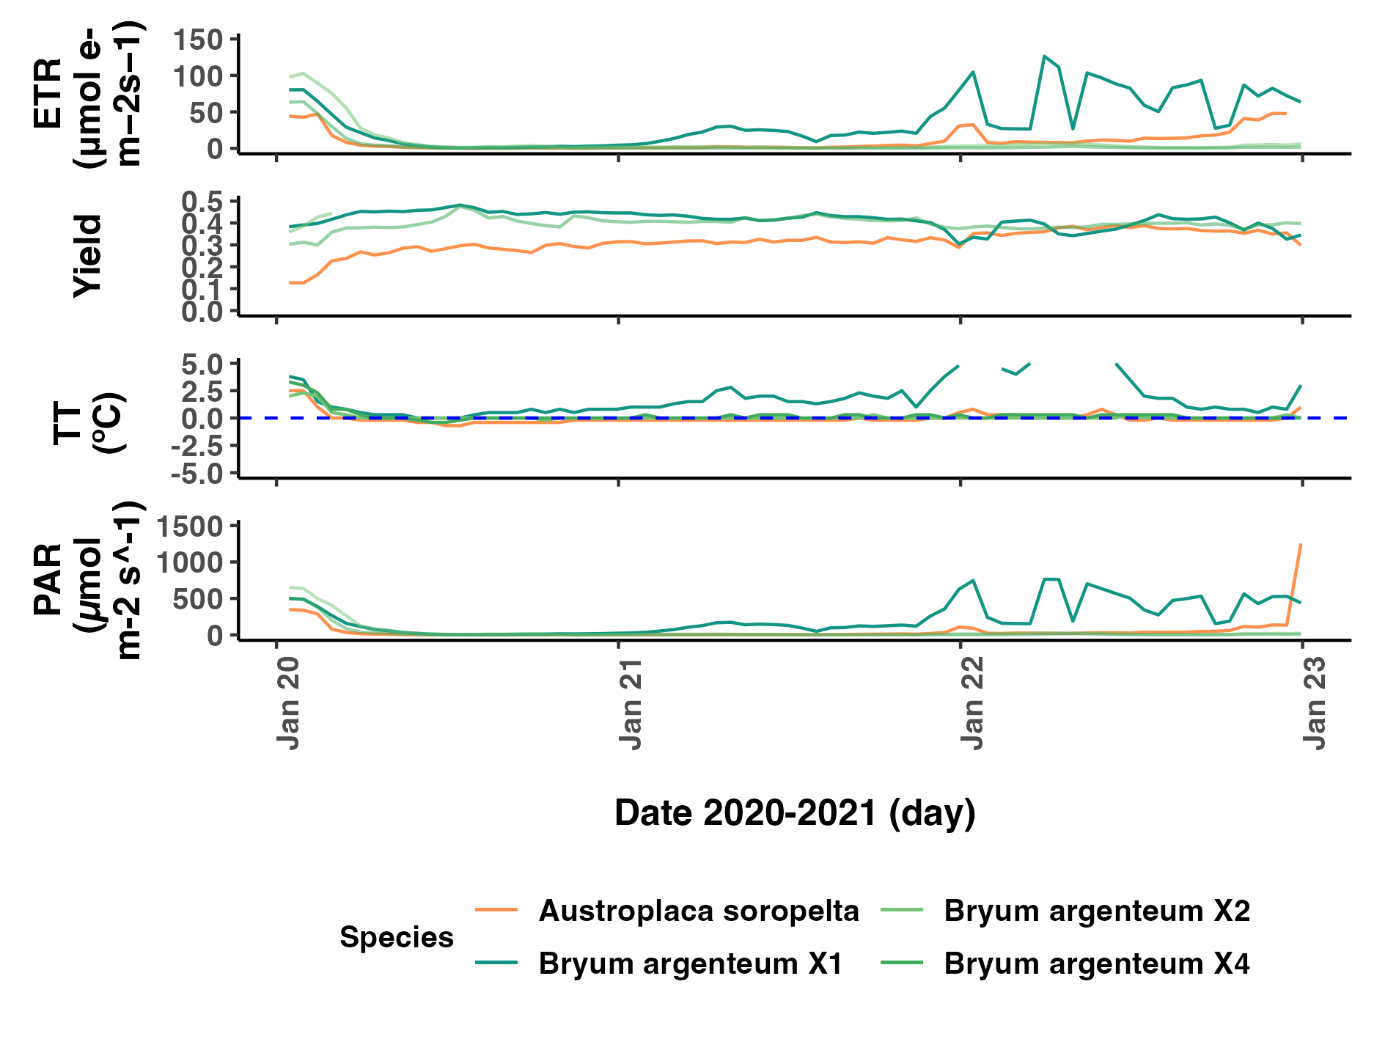 ETR
(µmol e-
m−2s−1)
150
100
50
0
Yield
0.5
0.4
0.3
0.2
0.1
0.0
TT
(ºC)
5.0
2.5
0.0
-2.5
-5.0
PAR
(µmol
m-2 s^-1)
1500
1000
500
0
Jan 20
Jan 21
Jan 22
Jan 23
Date 2020-2021 (day)
Species
Austroplaca soropelta
Bryum argenteum X2
Bryum argenteum X1
Bryum argenteum X4